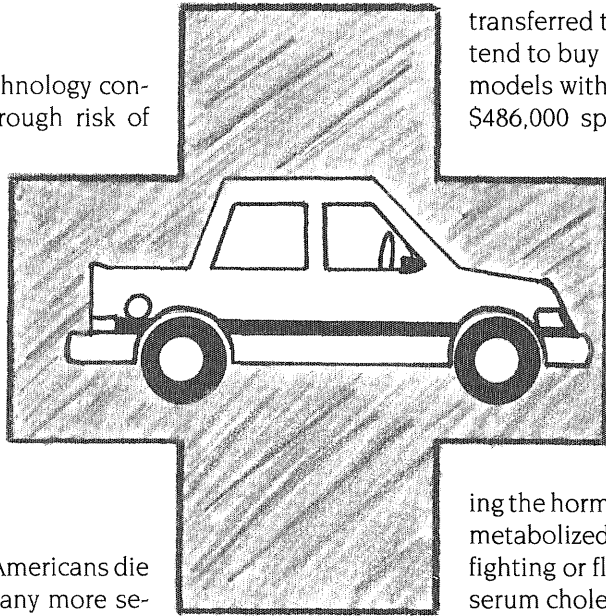 hnology con-
rough risk of
Americans die
any more se-
transferred t
tend to buy
models with
$486,000 sp
ing the horm
metabolized
fighting or fl
serum chole